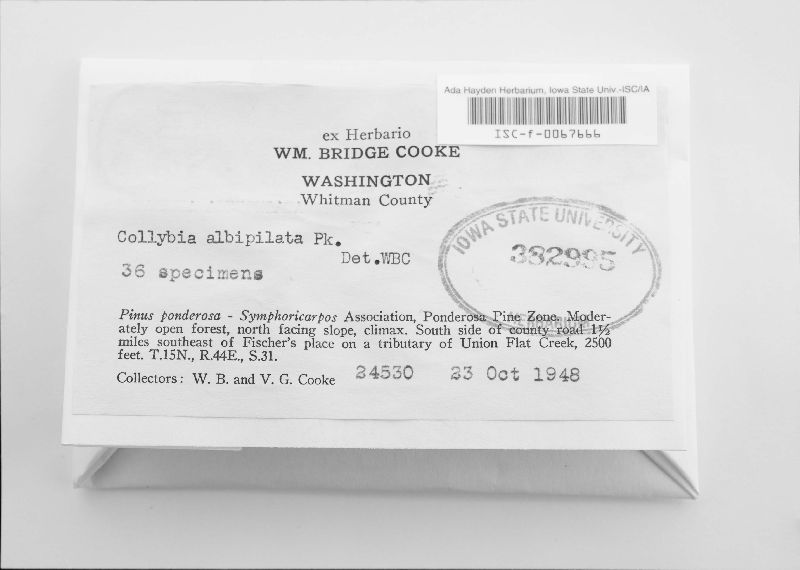 Ada Hayden Herbarium, Iowa State Univ.-ISC/IA
ISC-f-0067666
ex Herbario
WM. BRIDGE COOKE
WASHINGTON
Whitman County
IOWA STATE UNIVERSITY
382995
HERBARIUM
Collybia albipilata Pk.
Det.WBC
36 specimens
Pinus ponderosa - Symphoricarpos Association, Ponderosa Pine Zone. Moder-
ately open forest, north facing slope, climax. South side of county road 1½
miles southeast of Fischer's place on a tributary of Union Flat Creek, 2500
feet. T.15N., R.44E., S.31.
Collectors: W. B. and V. G. Cooke 24530 23 Oct 1948